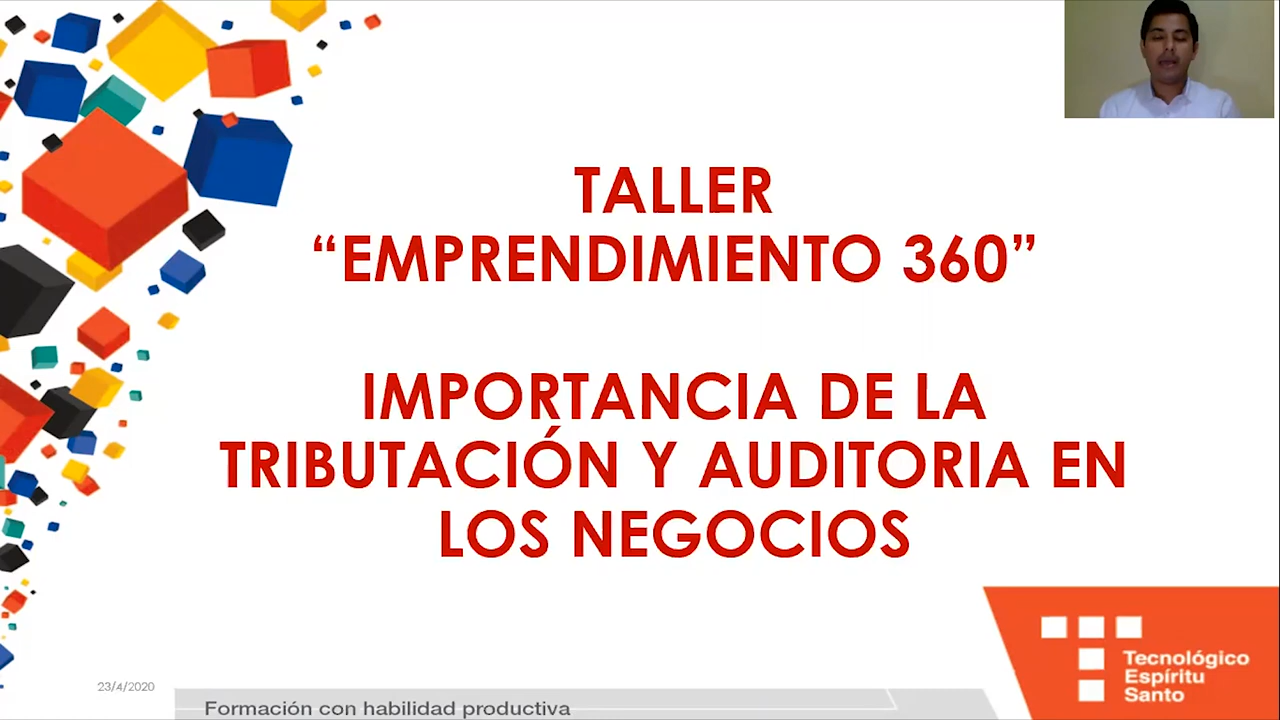 TALLER
“EMPRENDIMIENTO 360”
IMPORTANCIA DE LA
TRIBUTACIÓN Y AUDITORIA EN
LOS NEGOCIOS
Tecnológico
Espíritu
Santo
23/4/2020
Formación con habilidad productiva